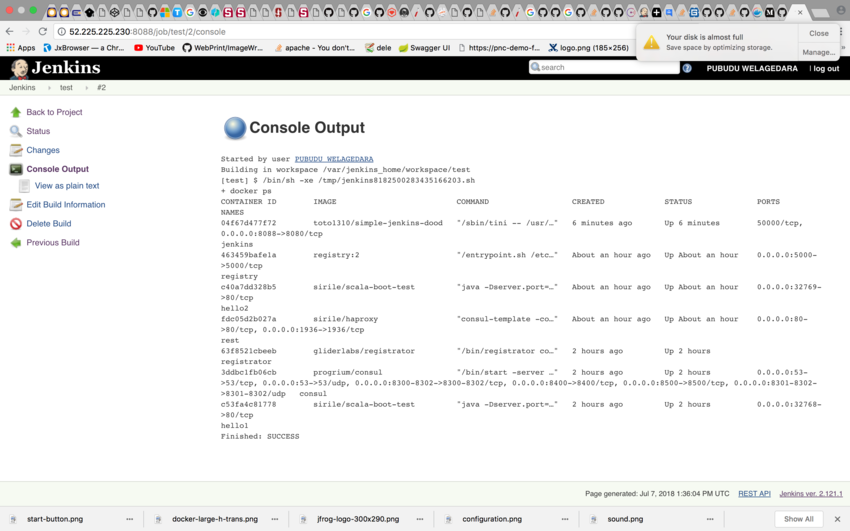 52.225.225.230:8088/job/test/2/console
Your disk is almost full
Save space by optimizing storage.
Close
Manage...
Apps
JxBrowser — a Chr...
YouTube
WebPrint/ImageWr...
apache - You don't...
dele
Swagger UI
https://pnc-demo-f...
logo.png (185×256)
Jenkins
search
PUBUDU WELAGEDARA
log out
Jenkins
test
#2
Back to Project
Status
Changes
Console Output
View as plain text
Edit Build Information
Delete Build
Previous Build
Console Output
Started by user PUBUDU WELAGEDARA
Building in workspace /var/jenkins_home/workspace/test
[test] $ /bin/sh -xe /tmp/jenkins8182500283435166203.sh
+ docker ps
CONTAINER ID IMAGE COMMAND CREATED STATUS PORTS
NAMES
04f67d477f72 toto1310/simple-jenkins-dood "/sbin/tini -- /usr/…" 6 minutes ago Up 6 minutes 50000/tcp,
0.0.0.0:8088->8080/tcp
jenkins
463459bafe1a registry:2 "/entrypoint.sh /etc…" About an hour ago Up About an hour 0.0.0.0:5000-
>5000/tcp
registry
c40a7dd328b5 sirile/scala-boot-test "java -Dserver.port=…" About an hour ago Up About an hour 0.0.0.0:32769-
>80/tcp
hello2
fdc05d2b027a sirile/haproxy "consul-template -co…" About an hour ago Up About an hour 0.0.0.0:80-
>80/tcp, 0.0.0.0:1936->1936/tcp
rest
63f8521cbeeb gliderlabs/registrator "/bin/registrator co…" 2 hours ago Up 2 hours
registrator
3ddbc1fb06cb progrium/consul "/bin/start -server …" 2 hours ago Up 2 hours 0.0.0.0:53-
>53/tcp, 0.0.0.0:53->53/udp, 0.0.0.0:8300-8302->8300-8302/tcp, 0.0.0.0:8400->8400/tcp, 0.0.0.0:8500->8500/tcp, 0.0.0.0:8301-8302-
>8301-8302/udp consul
c53fa4c81778 sirile/scala-boot-test "java -Dserver.port=…" 2 hours ago Up 2 hours 0.0.0.0:32768-
>80/tcp
hello1
Finished: SUCCESS
Page generated: Jul 7, 2018 1:36:04 PM UTC
REST API
Jenkins ver. 2.121.1
start-button.png
docker-large-h-trans.png
jfrog-logo-300x290.png
configuration.png
sound.png
Show All